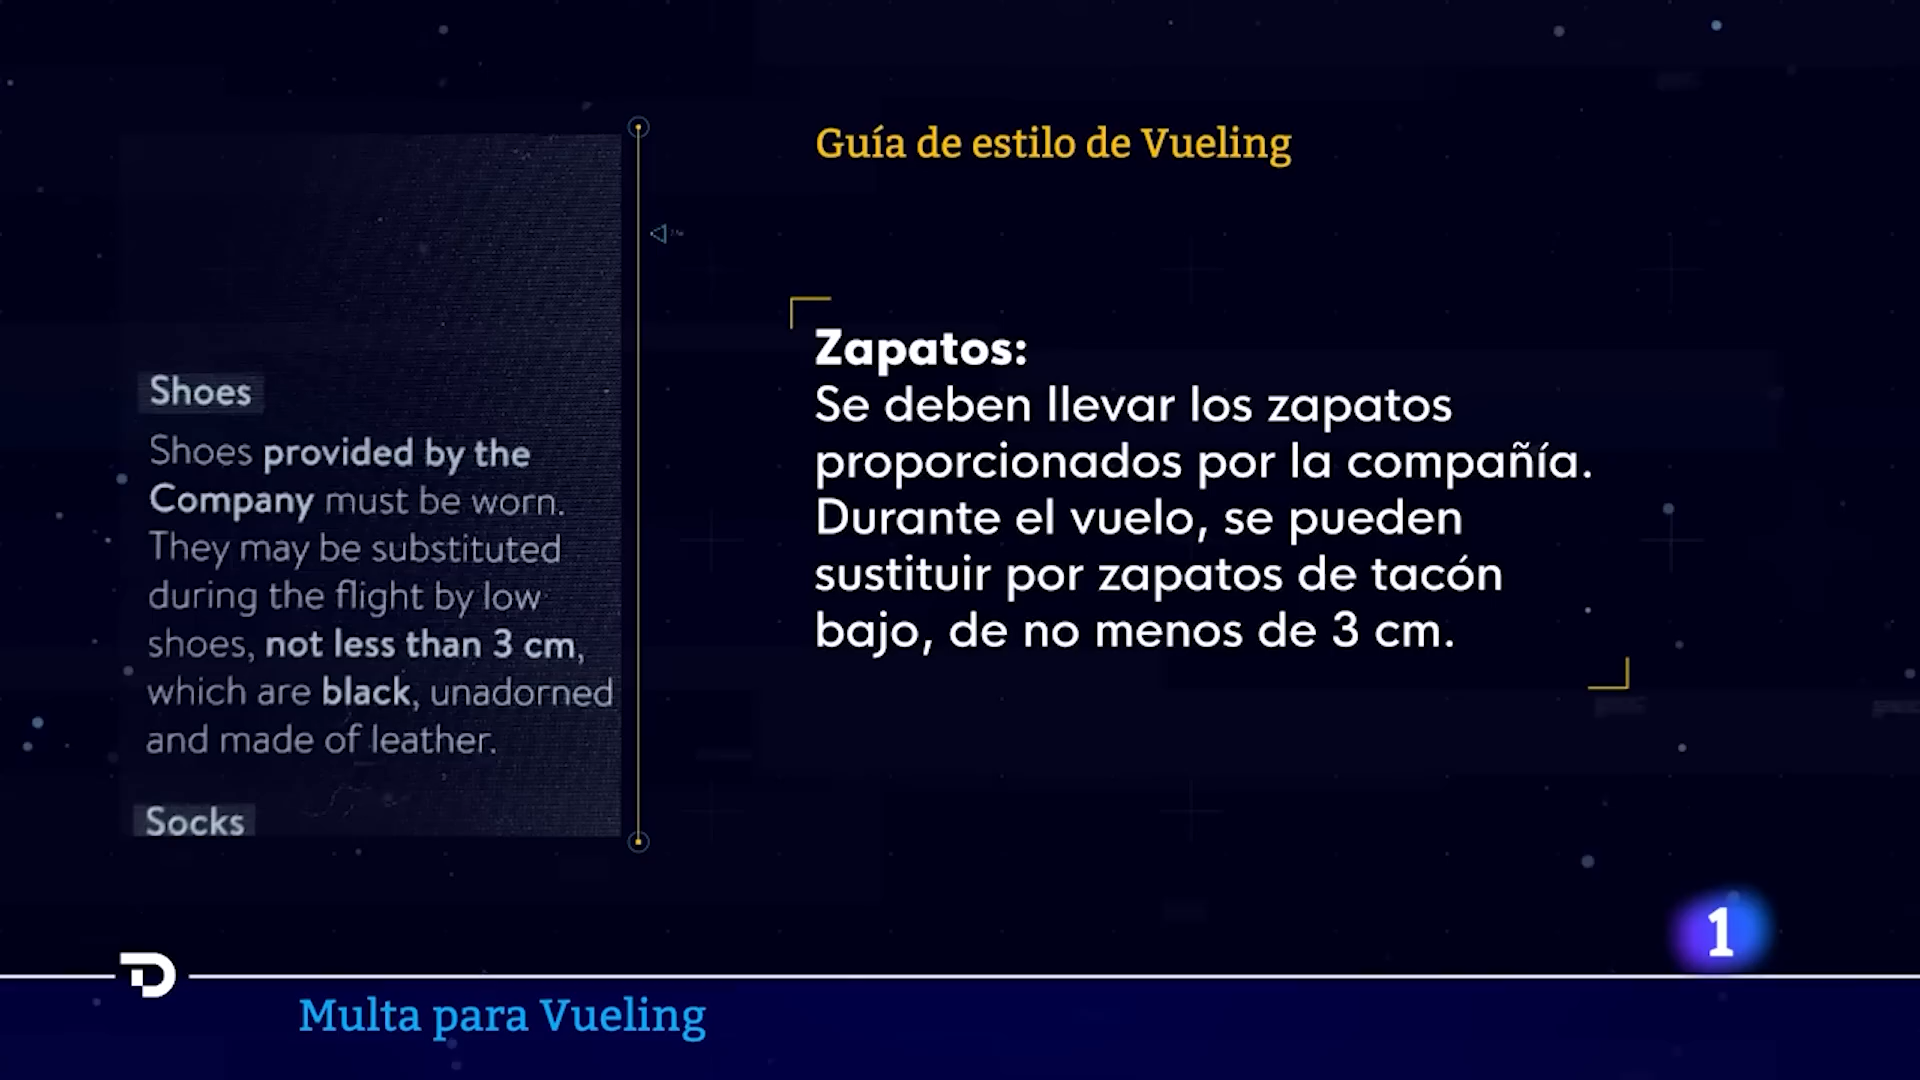 Guía de estilo de Vueling
Shoes
Shoes provided by the
Company must be worn.
They may be substituted
during the flight by low
shoes, not less than 3 cm,
which are black, unadorned
and made of leather.
Socks
Zapatos:
Se deben llevar los zapatos
proporcionados por la compañía.
Durante el vuelo, se pueden
sustituir por zapatos de tacón
bajo, de no menos de 3 cm.
1
Multa para Vueling